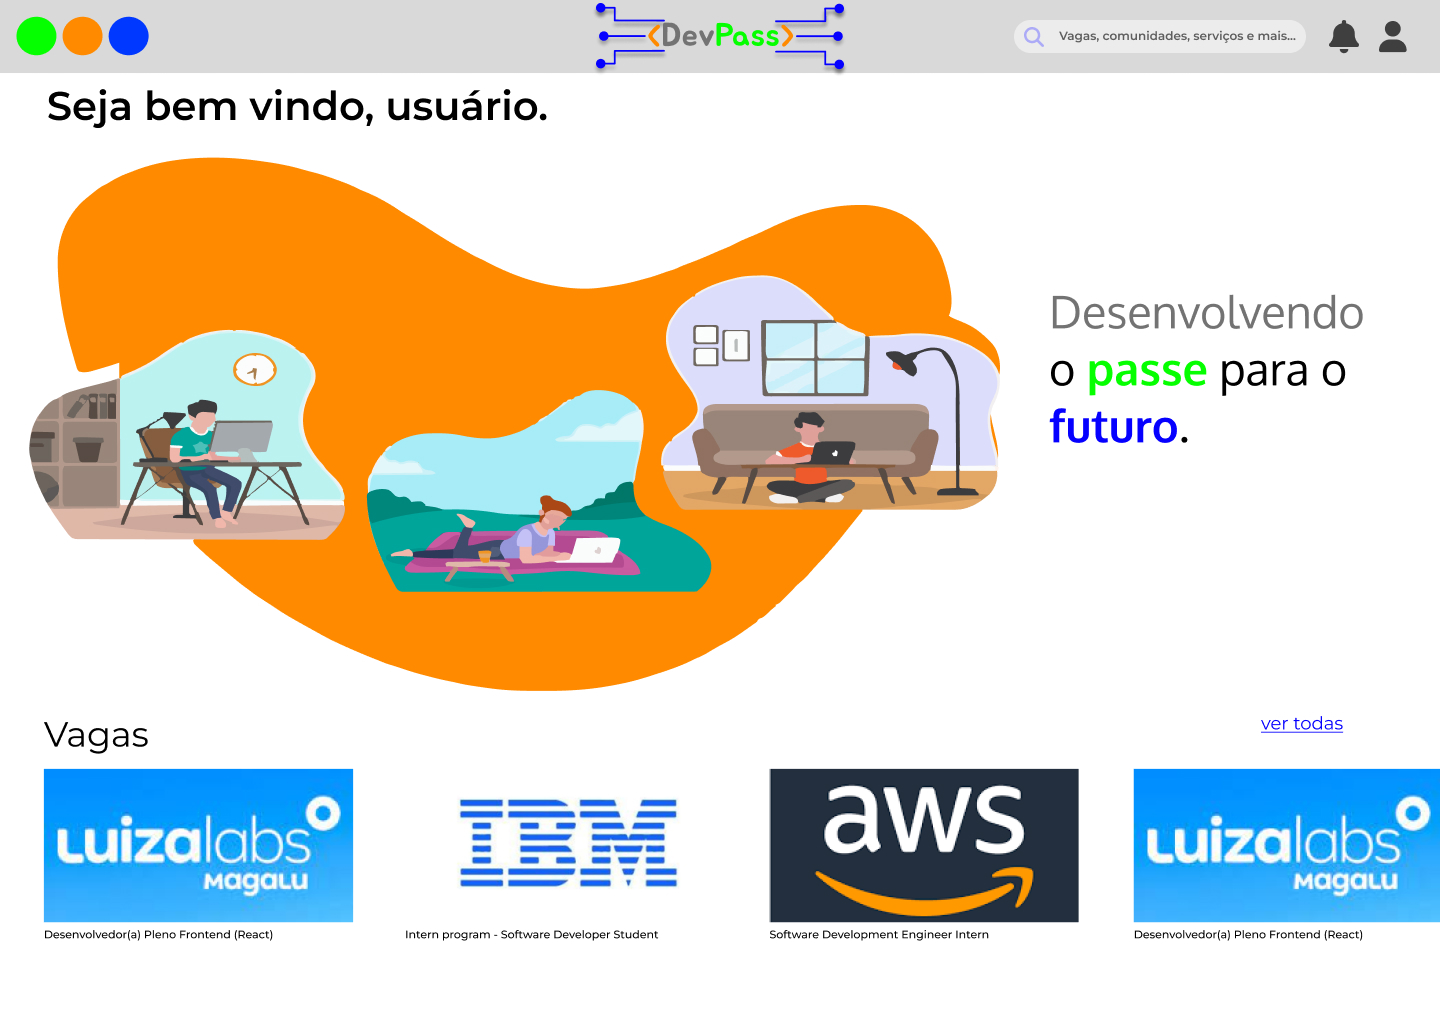 <DevPass>
Vagas, comunidades, serviços e mais...
Seja bem vindo, usuário.
Desenvolvendo
o passe para o
futuro.
Vagas
ver todas
Luizalabs
Magalu
IBM
aws
Luizalabs
Magalu
Desenvolvedor(a) Pleno Frontend (React)
Intern program - Software Developer Student
Software Development Engineer Intern
Desenvolvedor(a) Pleno Frontend (React)